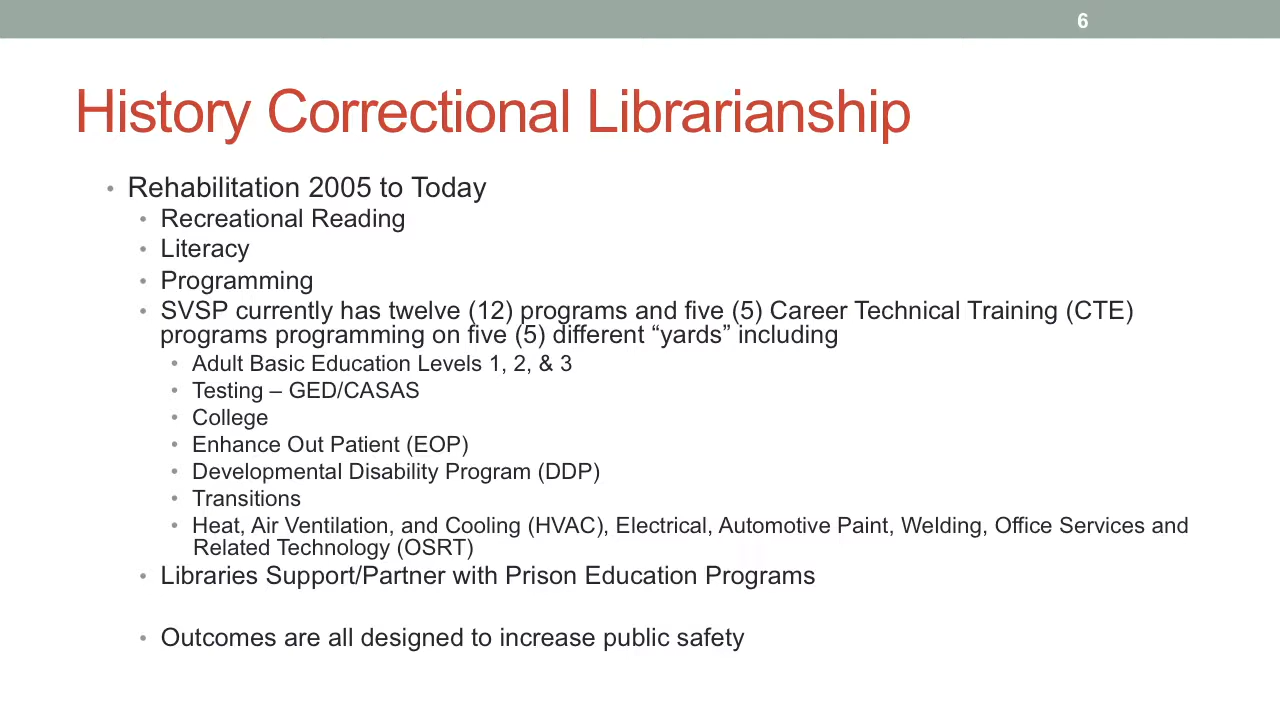 6
History Correctional Librarianship
• Rehabilitation 2005 to Today
• Recreational Reading
• Literacy
• Programming
• SVSP currently has twelve (12) programs and five (5) Career Technical Training (CTE)
programs programming on five (5) different “yards” including
• Adult Basic Education Levels 1, 2, & 3
• Testing – GED/CASAS
• College
• Enhance Out Patient (EOP)
• Developmental Disability Program (DDP)
• Transitions
• Heat, Air Ventilation, and Cooling (HVAC), Electrical, Automotive Paint, Welding, Office Services and
Related Technology (OSRT)
• Libraries Support/Partner with Prison Education Programs
• Outcomes are all designed to increase public safety